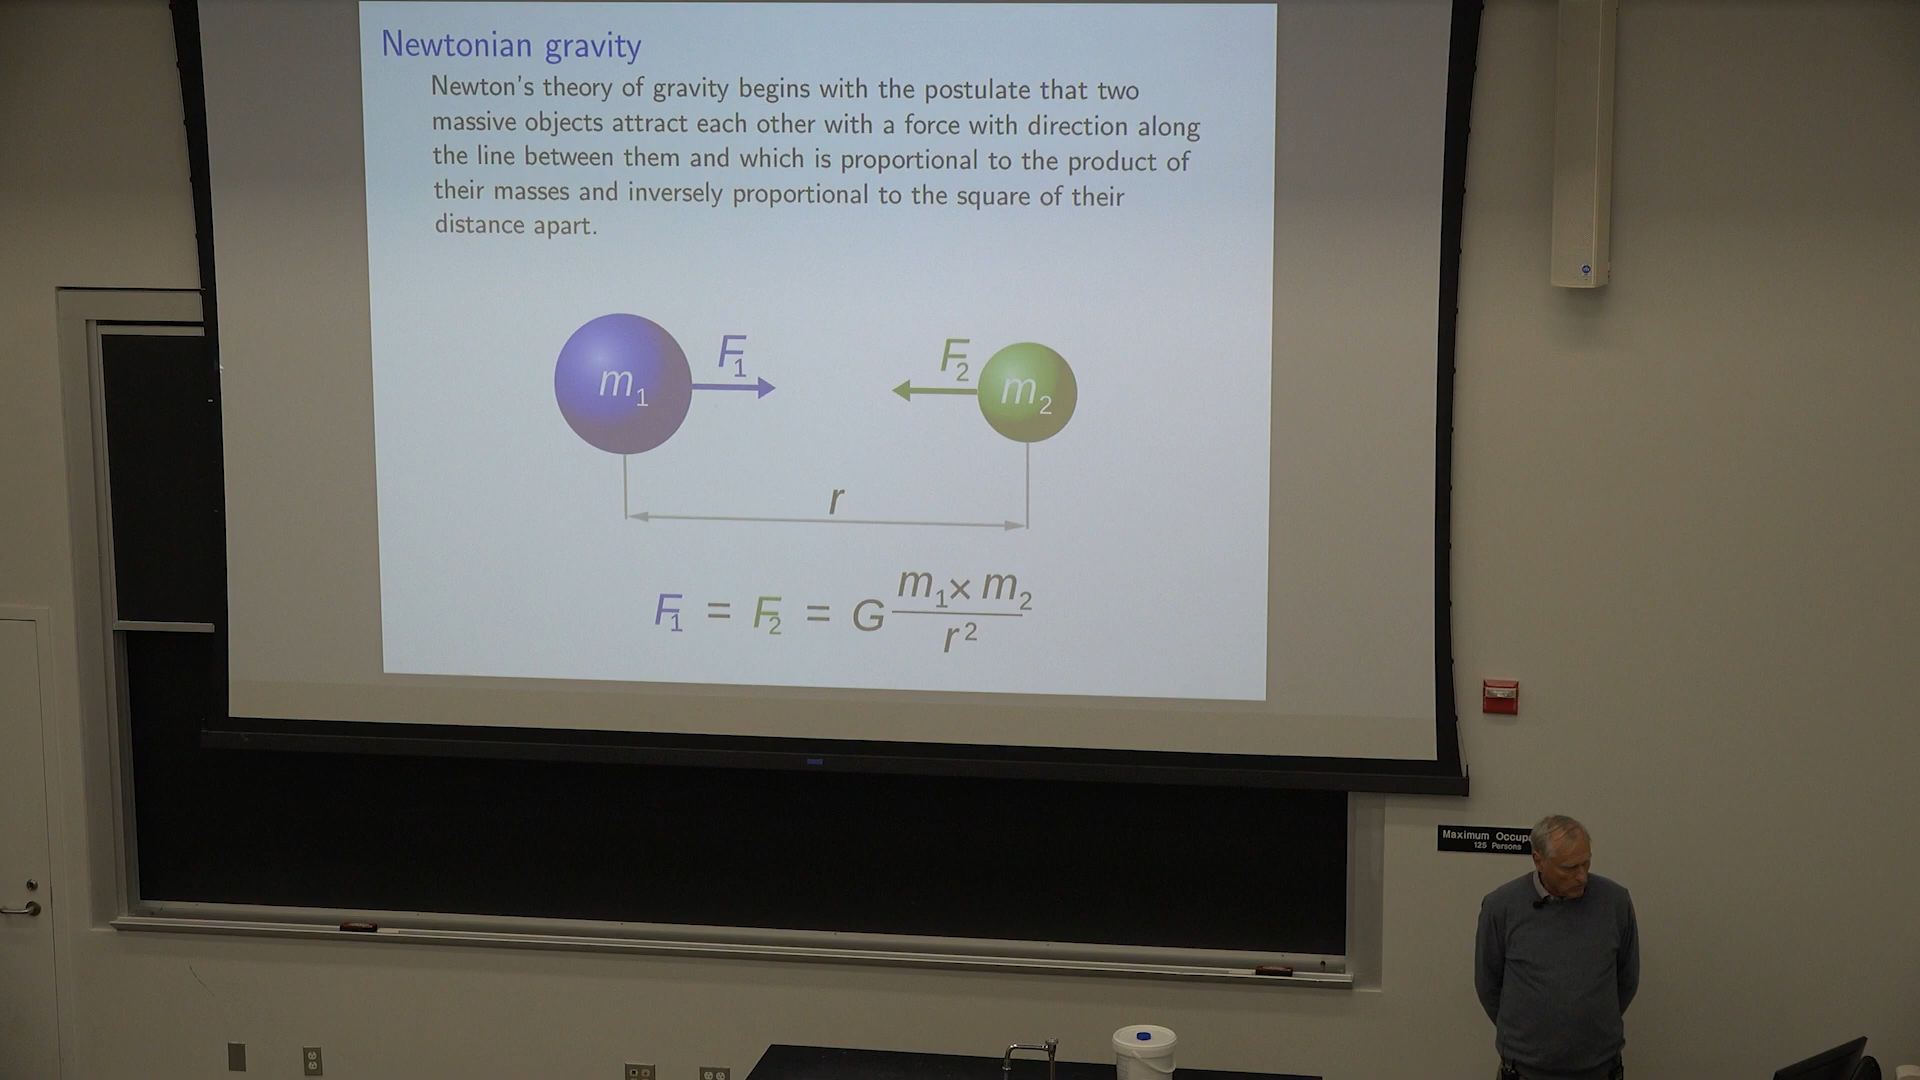 Newtonian gravity
Newton's theory of gravity begins with the postulate that two
massive objects attract each other with a force with direction along
the line between them and which is proportional to the product of
their masses and inversely proportional to the square of their
distance apart.
F₁ F₂
m₁ m₂
r
F₁ = F₂ = G m₁ × m₂ / r²
Maximum Occup
125 Persons